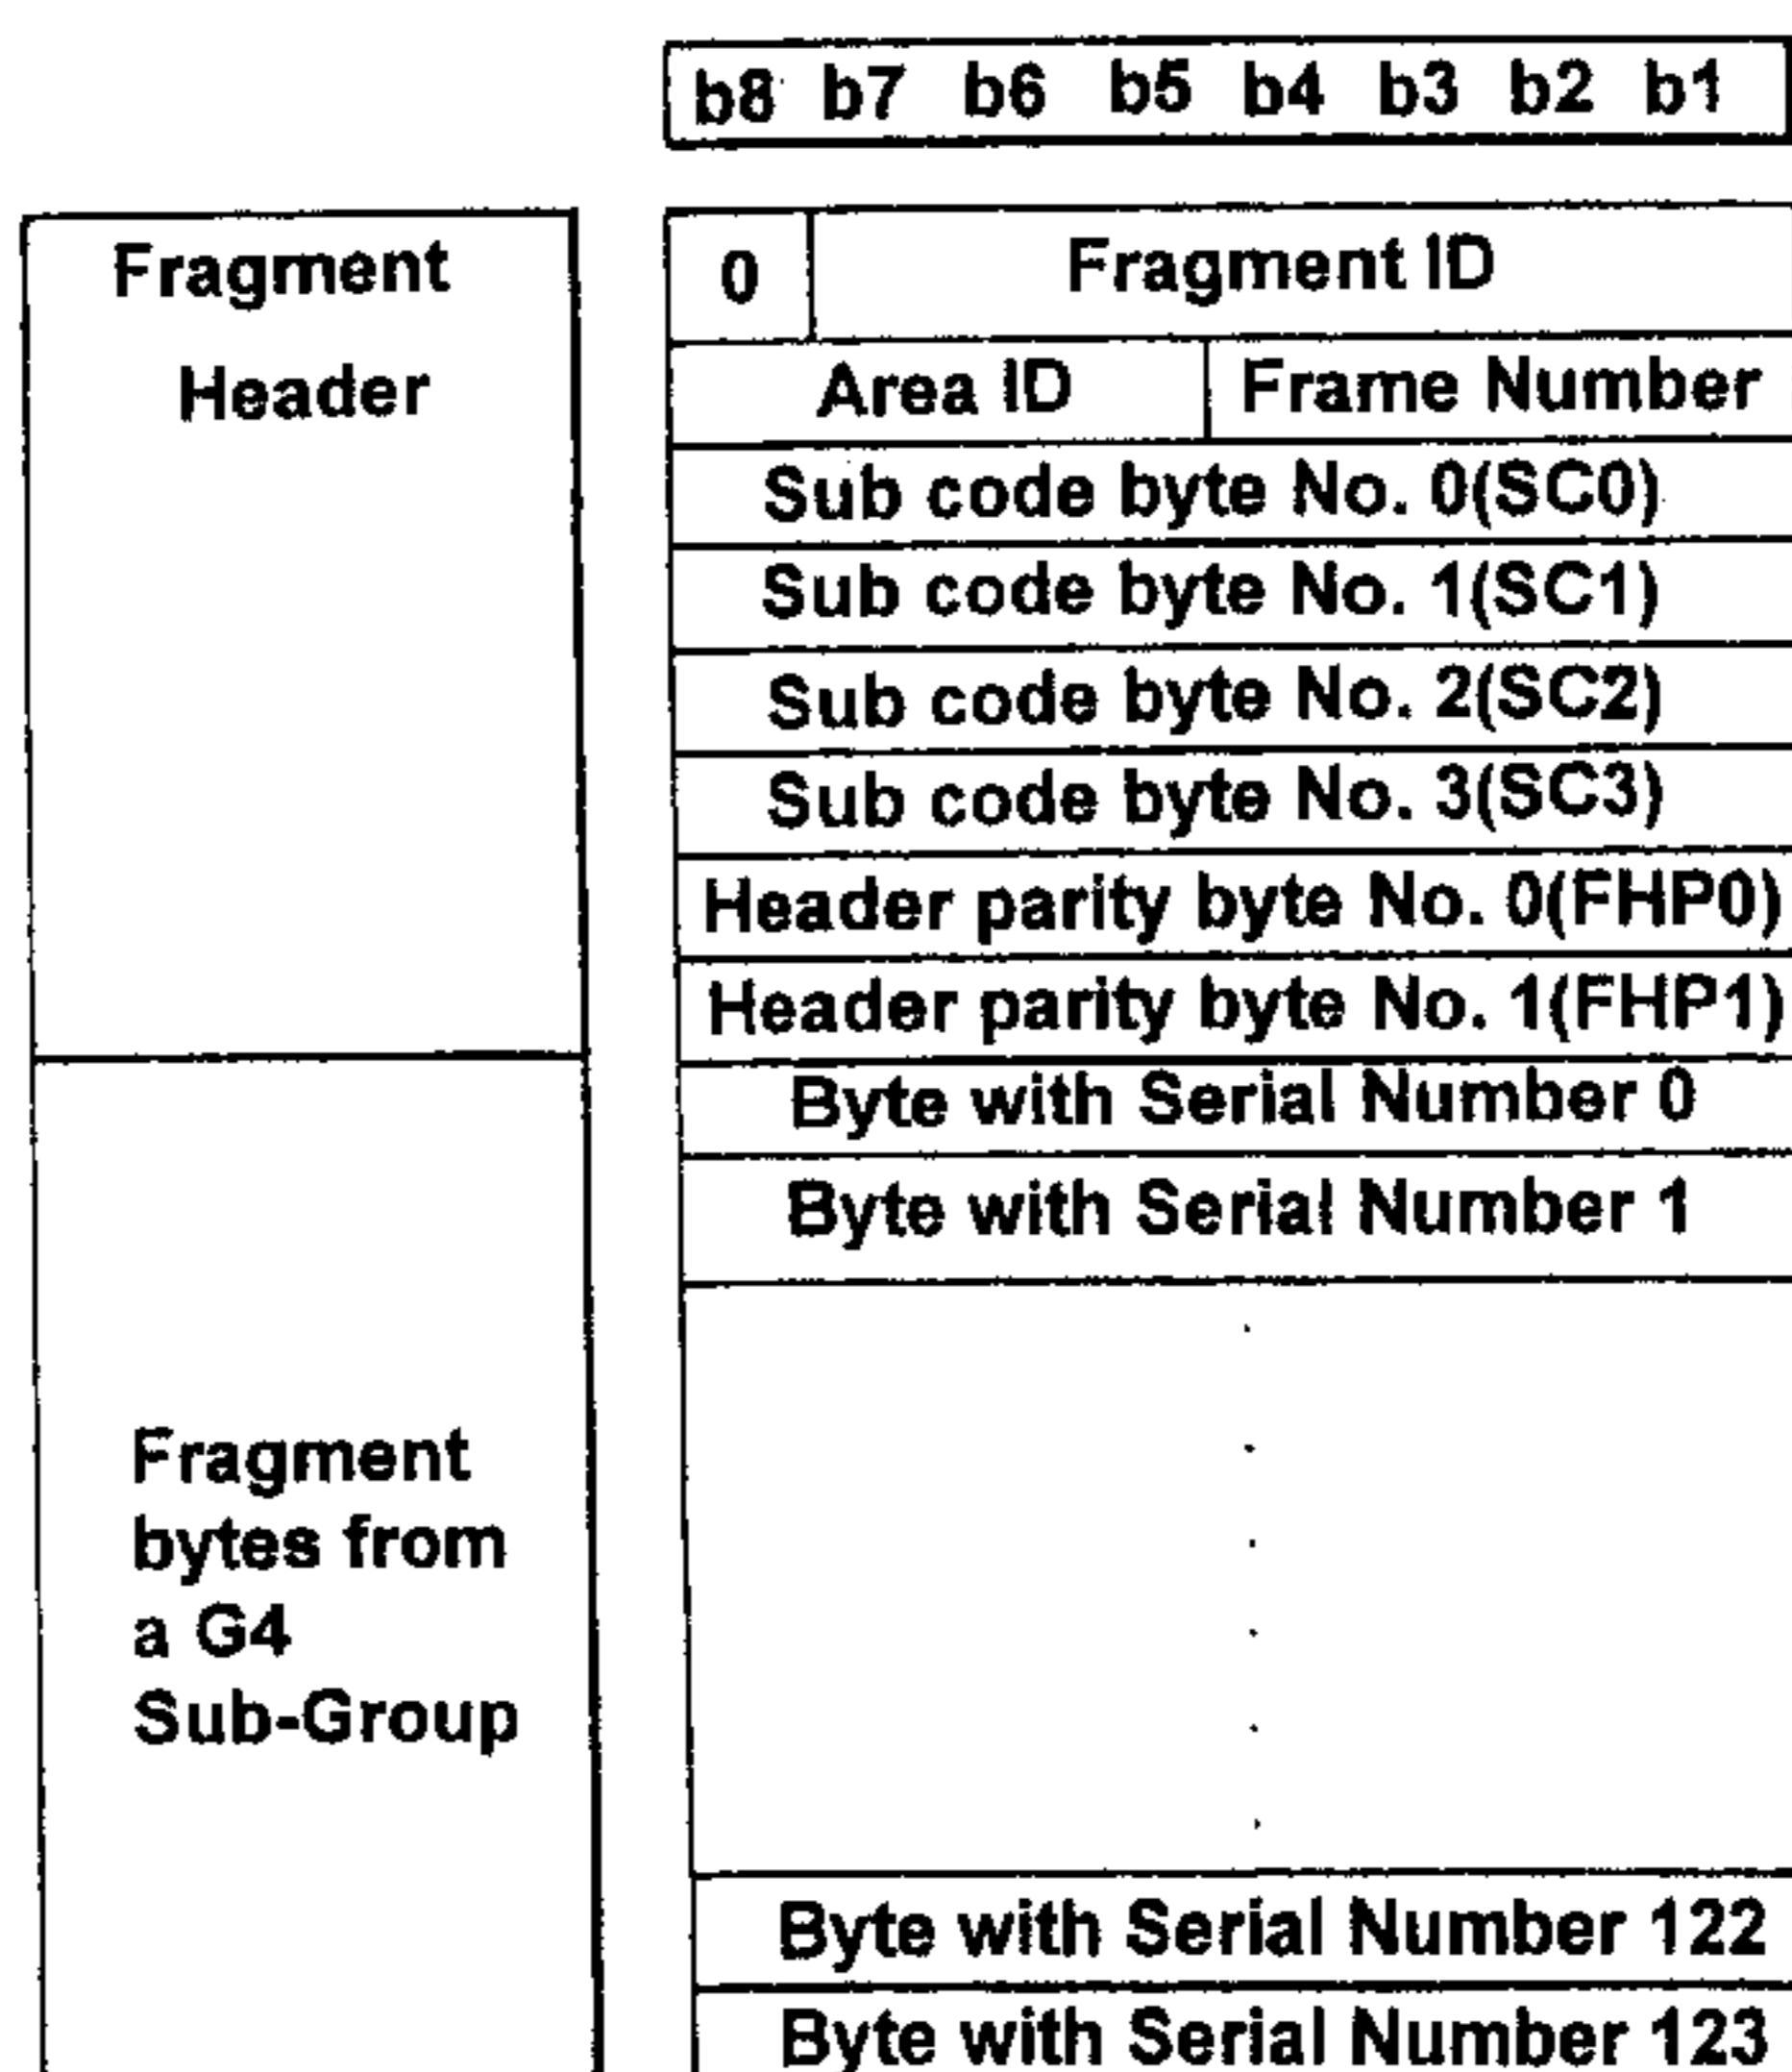 b8 b7 b6 b5 b4 b3 b2 b1
Fragment
Header
0 Fragment ID
Area ID Frame Number
Sub code byte No. 0(SC0)
Sub code byte No. 1(SC1)
Sub code byte No. 2(SC2)
Sub code byte No. 3(SC3)
Header parity byte No. 0(FHP0)
Header parity byte No. 1(FHP1)
Fragment
bytes from
a G4
Sub-Group
Byte with Serial Number 0
Byte with Serial Number 1
Byte with Serial Number 122
Byte with Serial Number 123